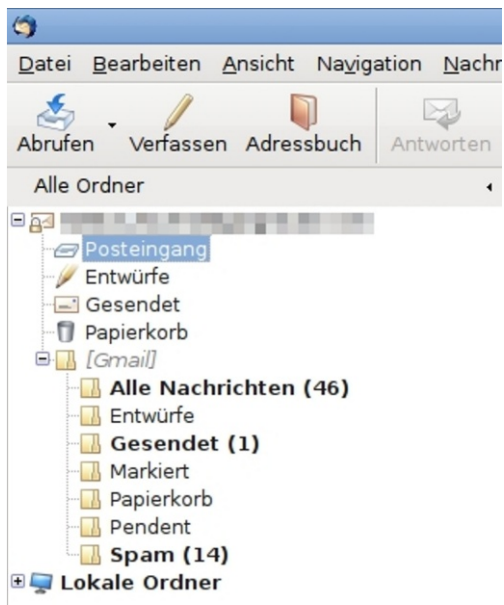 Datei Bearbeiten Ansicht Navigation Nachr
Abrufen Verfassen Adressbuch Antworten
Alle Ordner
Posteingang
Entwürfe
Gesendet
Papierkorb
[Gmail]
Alle Nachrichten (46)
Entwürfe
Gesendet (1)
Markiert
Papierkorb
Pendent
Spam (14)
Lokale Ordner